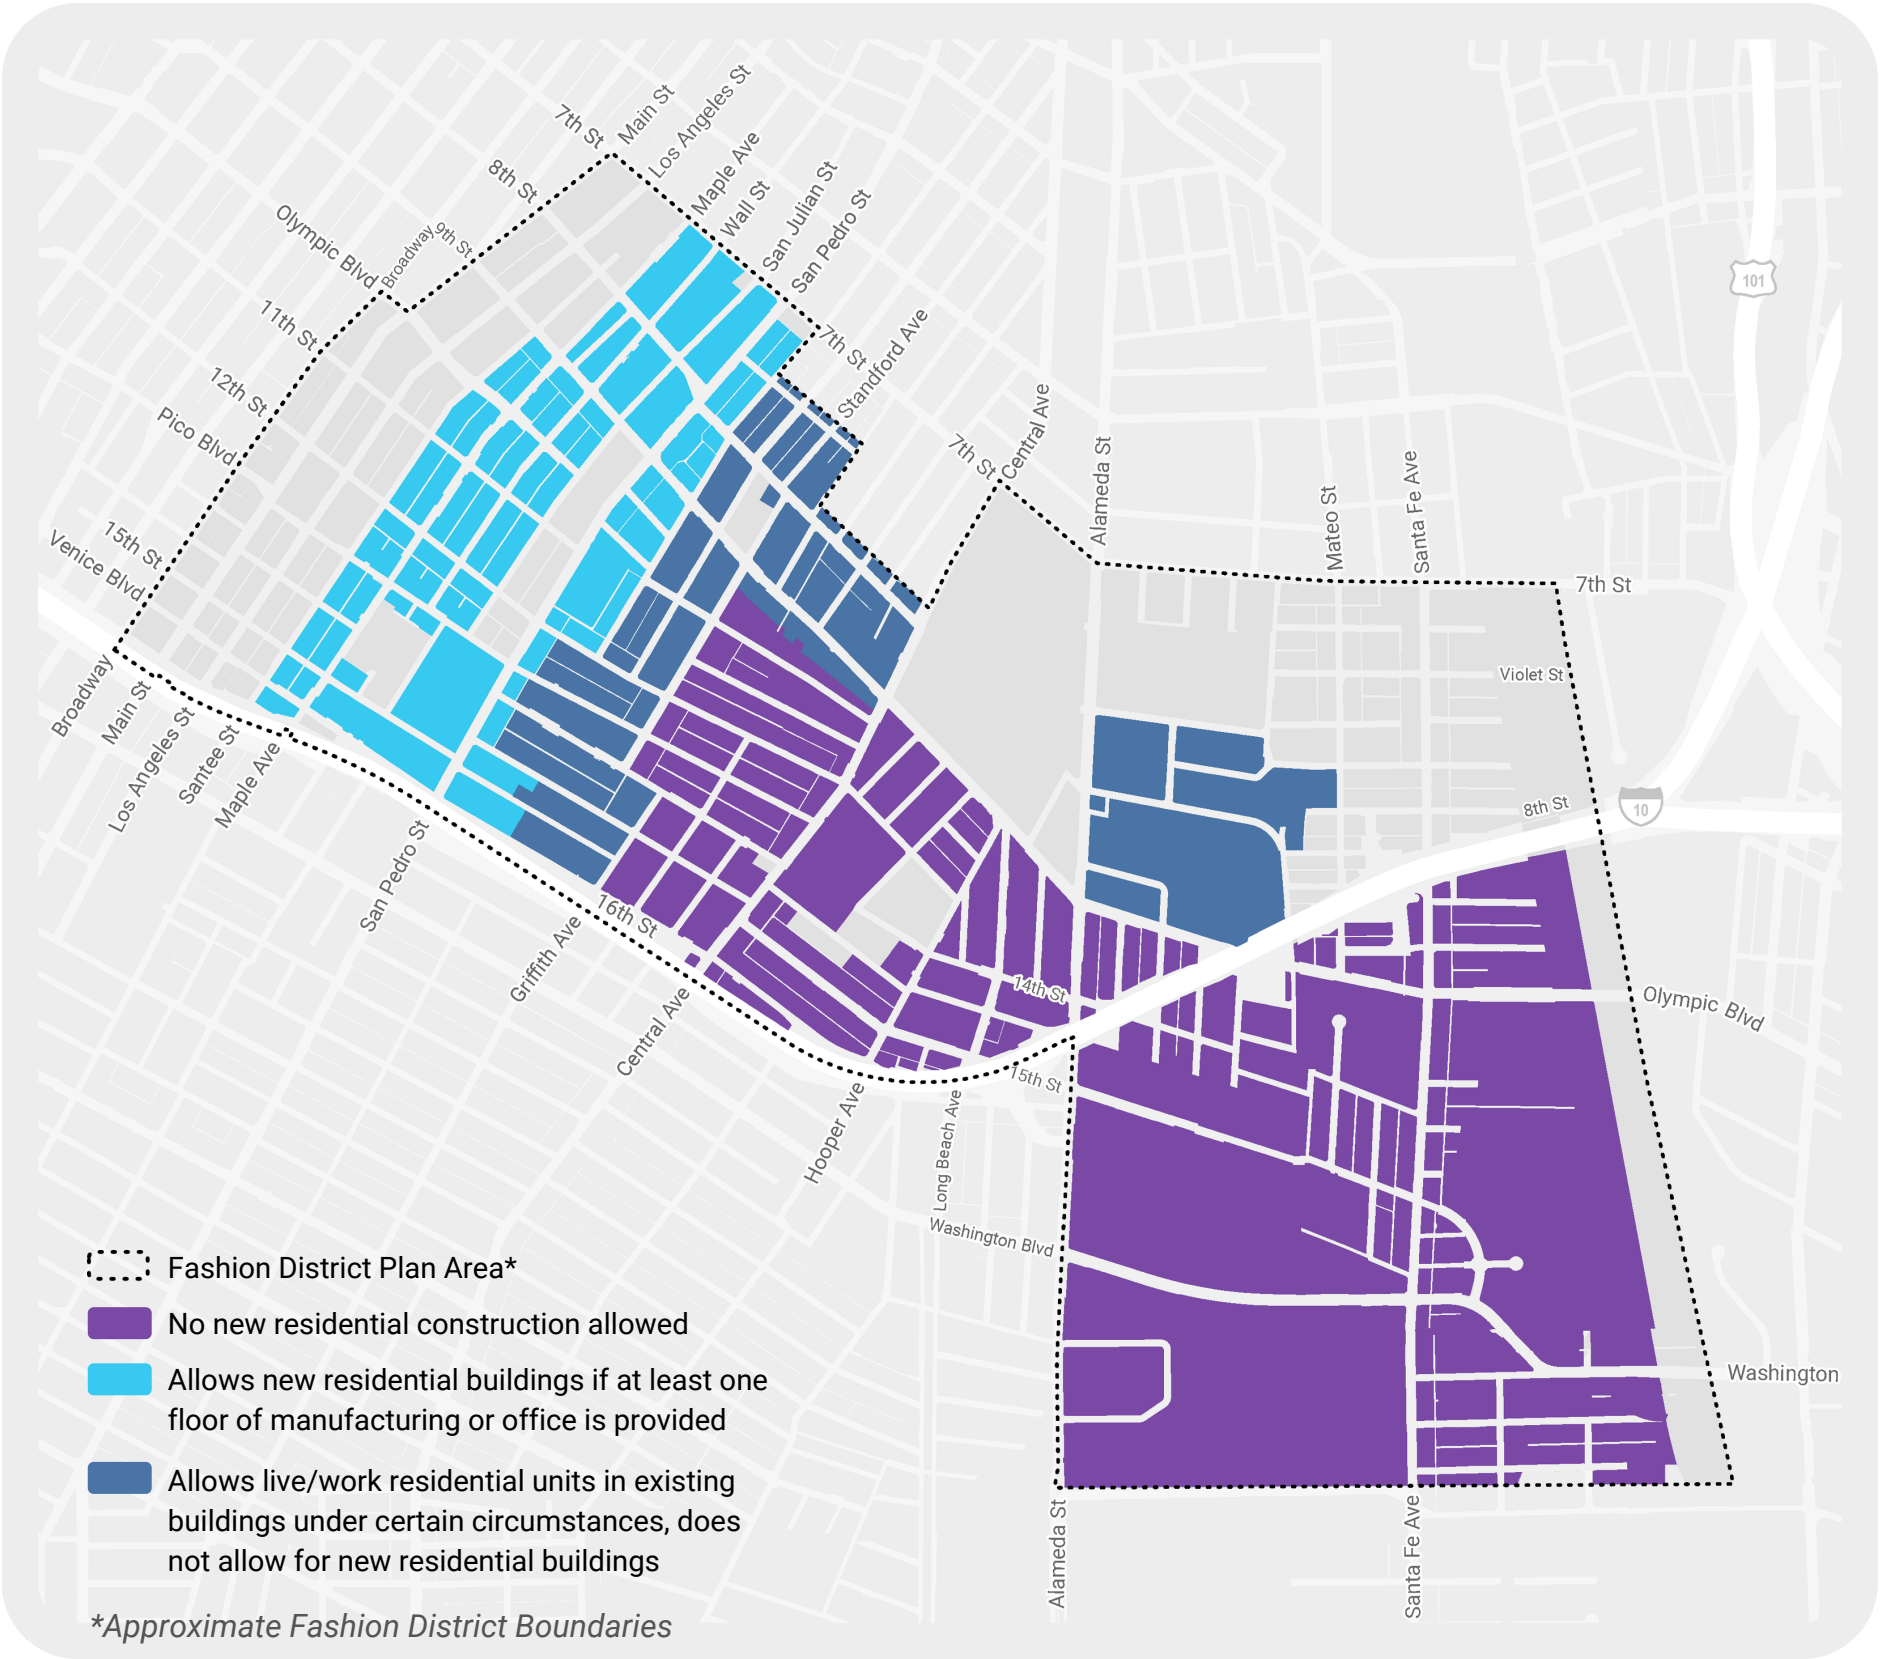 7th St
Main St
Los Angeles St
8th St
Maple Ave
Wall St
San Julian St
San Pedro St
Olympic Blvd
Broadway
9th St
11th St
7th St
Standford Ave
12th St
Pico Blvd
7th St
Central Ave
Alameda St
Mateo St
Santa Fe Ave
101
15th St
Venice Blvd
7th St
Violet St
Broadway
Main St
Los Angeles St
Santee St
Maple Ave
8th St
10
San Pedro St
Griffith Ave
16th St
14th St
Olympic Blvd
Central Ave
15th St
Hooper Ave
Long Beach Ave
Washington Blvd
Washington
Alameda St
Santa Fe Ave
Fashion District Plan Area*
No new residential construction allowed
Allows new residential buildings if at least one
floor of manufacturing or office is provided
Allows live/work residential units in existing
buildings under certain circumstances, does
not allow for new residential buildings
*Approximate Fashion District Boundaries